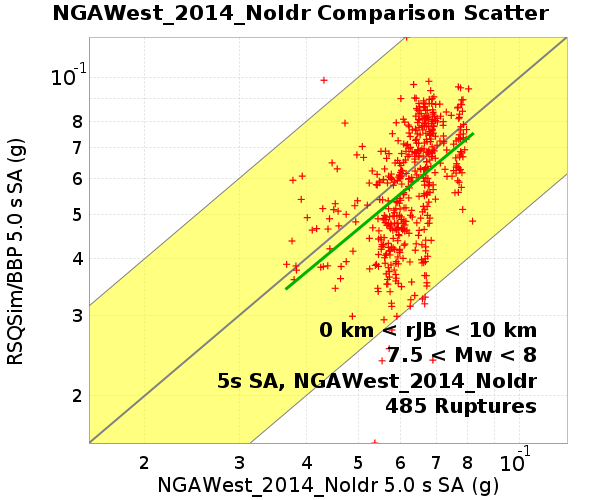 NGAWest_2014_NoIdr Comparison Scatter
RSQSim/BBP 5.0 s SA (g)
10-1
8
7
6
5
4
3
2
0 km < rJB < 10 km
7.5 < Mw < 8
5s SA, NGAWest_2014_NoIdr
485 Ruptures
2 3 4 5 6 7 8 10-1
NGAWest_2014_NoIdr 5.0 s SA (g)